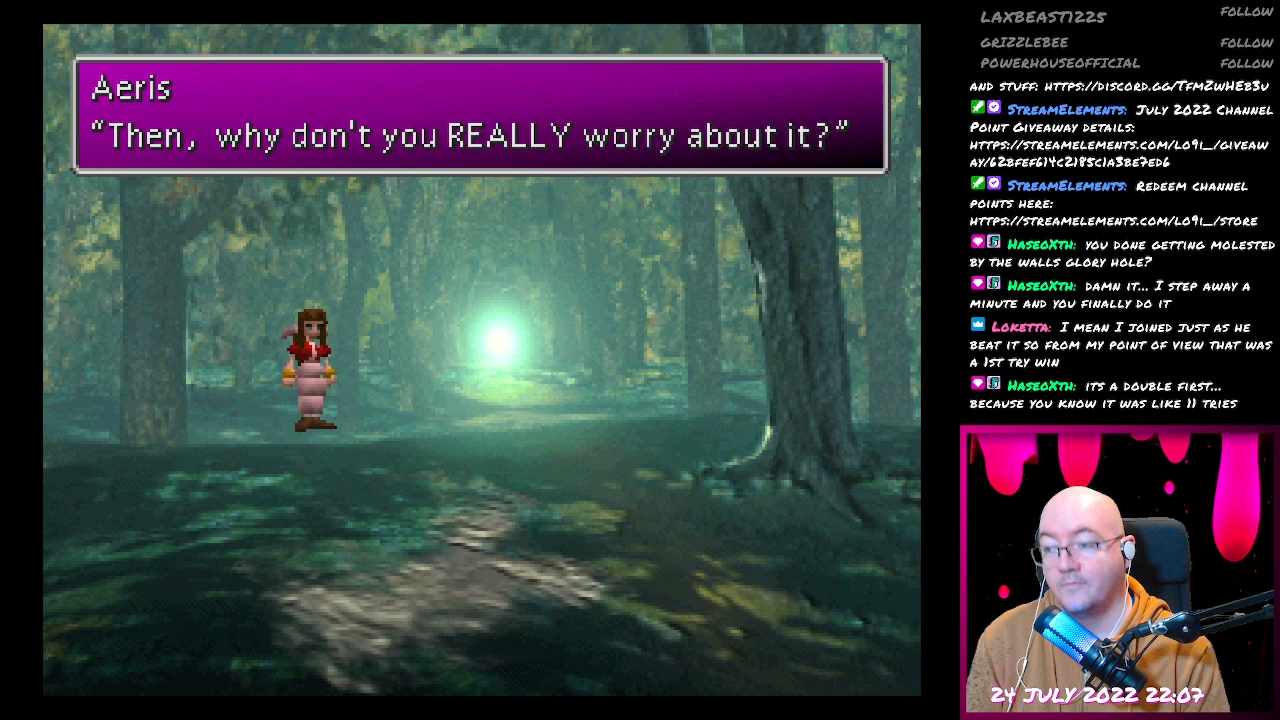 Aeris
“Then, why don't you REALLY worry about it?”
LAXBEAST1225 FOLLOW
GRIZZLEBEE FOLLOW
POWERHOUSEOFFICIAL FOLLOW
AND STUFF: HTTPS://DISCORD.GG/TFMZWHE83U
STREAMELEMENTS: JULY 2022 CHANNEL
POINT GIVEAWAY DETAILS:
HTTPS://STREAMELEMENTS.COM/LO9I_/GIVEAW
AY/62BFEF614C2185C1A3BE7ED6
STREAMELEMENTS: REDEEM CHANNEL
POINTS HERE:
HTTPS://STREAMELEMENTS.COM/LO9I_/STORE
HASEOXTH: YOU DONE GETTING MOLESTED
BY THE WALLS GLORY HOLE?
HASEOXTH: DAMN IT... I STEP AWAY A
MINUTE AND YOU FINALLY DO IT
LOKETTA: I MEAN I JOINED JUST AS HE
BEAT IT SO FROM MY POINT OF VIEW THAT WAS
A 1ST TRY WIN
HASEOXTH: ITS A DOUBLE FIRST...
BECAUSE YOU KNOW IT WAS LIKE 11 TRIES
24 JULY 2022 22:07